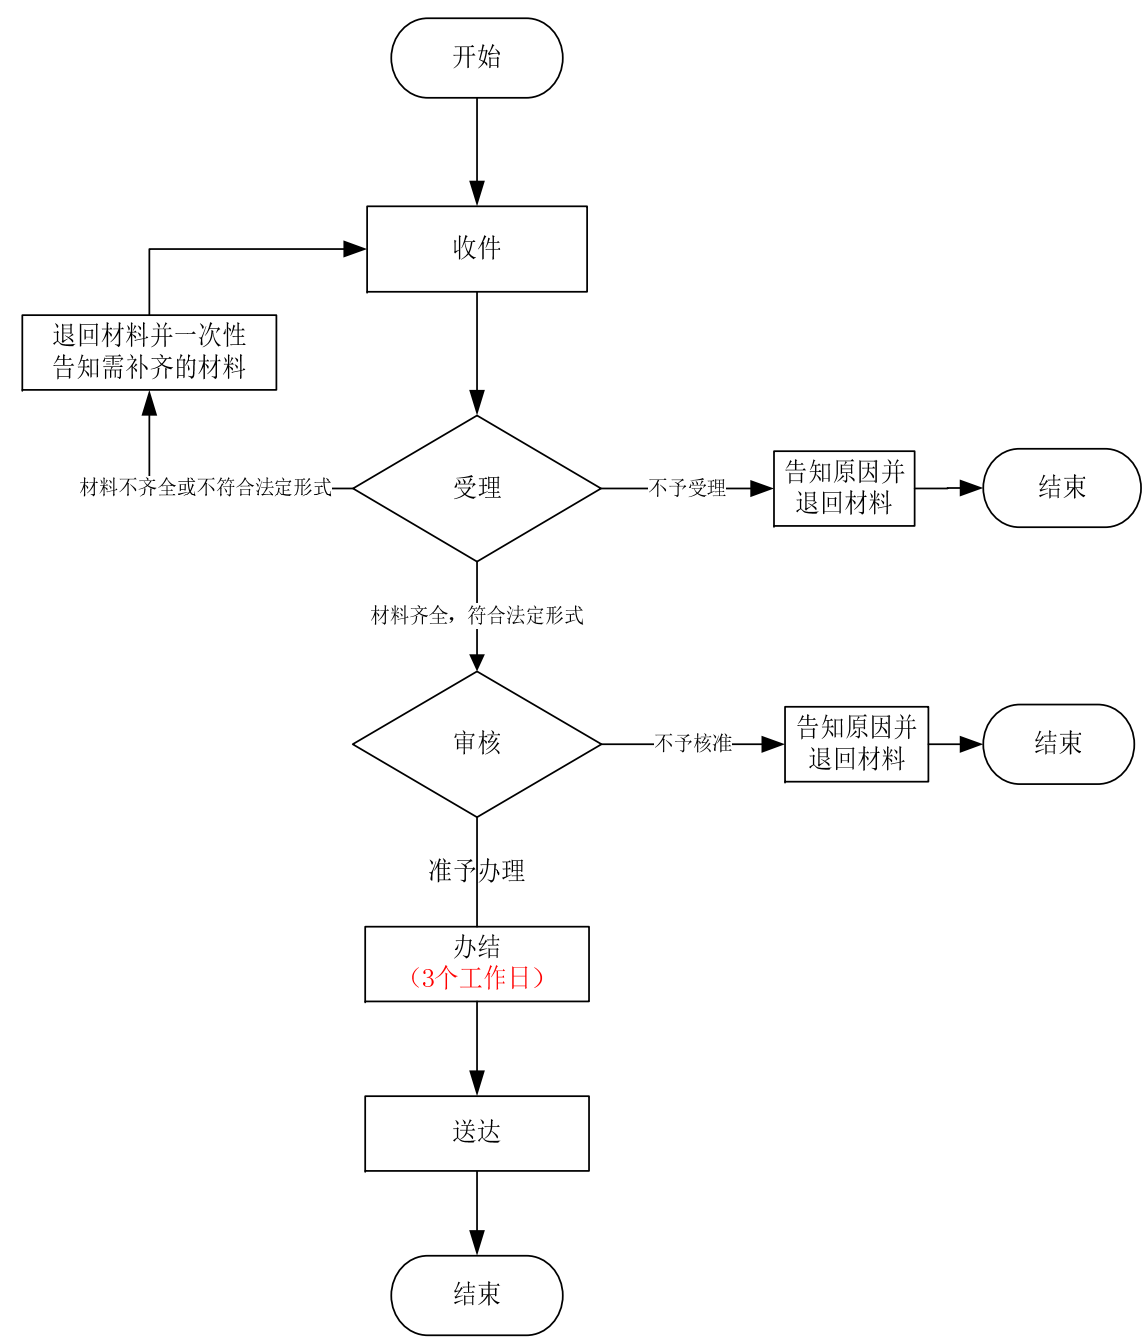 开始
收件
退回材料并一次性
告知需补齐的材料
材料不齐全或不符合法定形式
受理
不予受理
告知原因并
退回材料
结束
材料齐全，符合法定形式
审核
不予核准
告知原因并
退回材料
结束
准予办理
办结
（3个工作日）
送达
结束